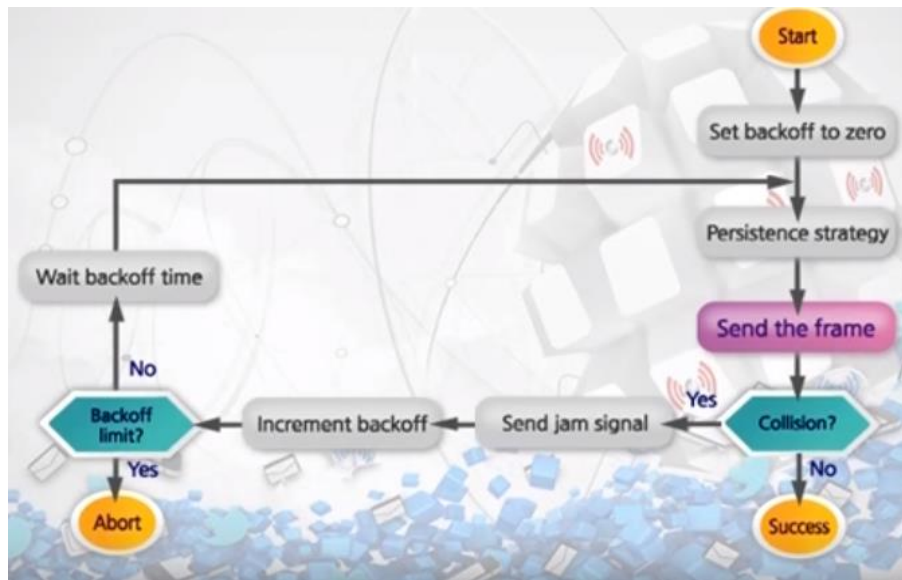 Start
Set backoff to zero
Persistence strategy
Wait backoff time
Send the frame
No
Yes
Backoff
limit?
Increment backoff
Send jam signal
Collision?
Yes
No
Abort
Success